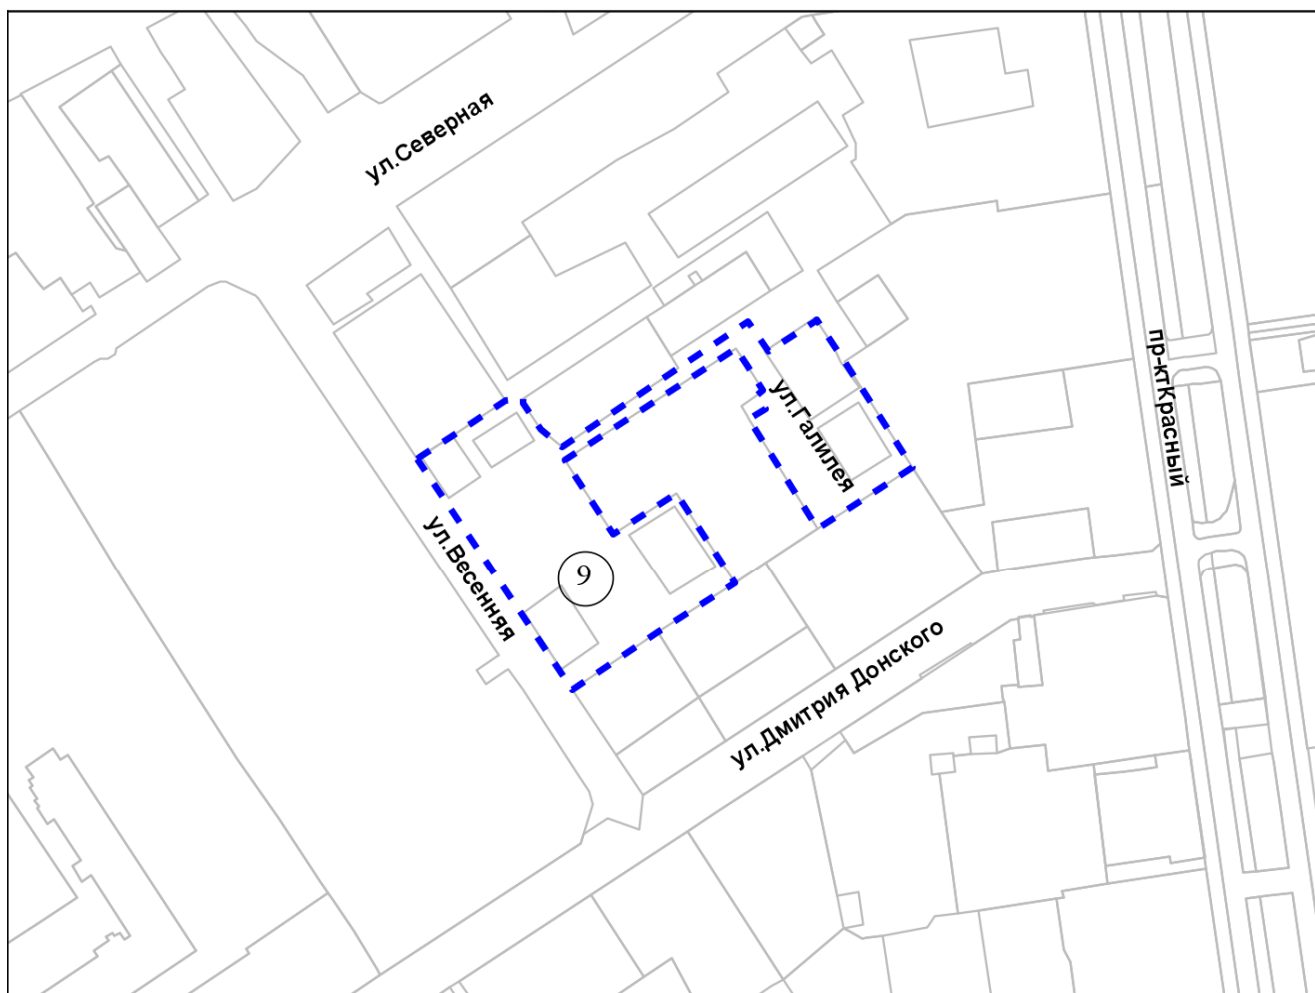 ул.Северная
пр-ктКрасный
ул.Галилея
ул.Весенняя
9
ул.Дмитрия Донского